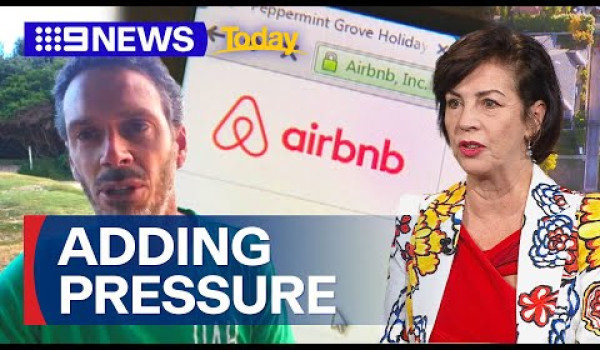 9NEWS
Today
Peppermint Grove Holiday
Airbnb, Inc.
airbnb
ADDING
PRESSURE